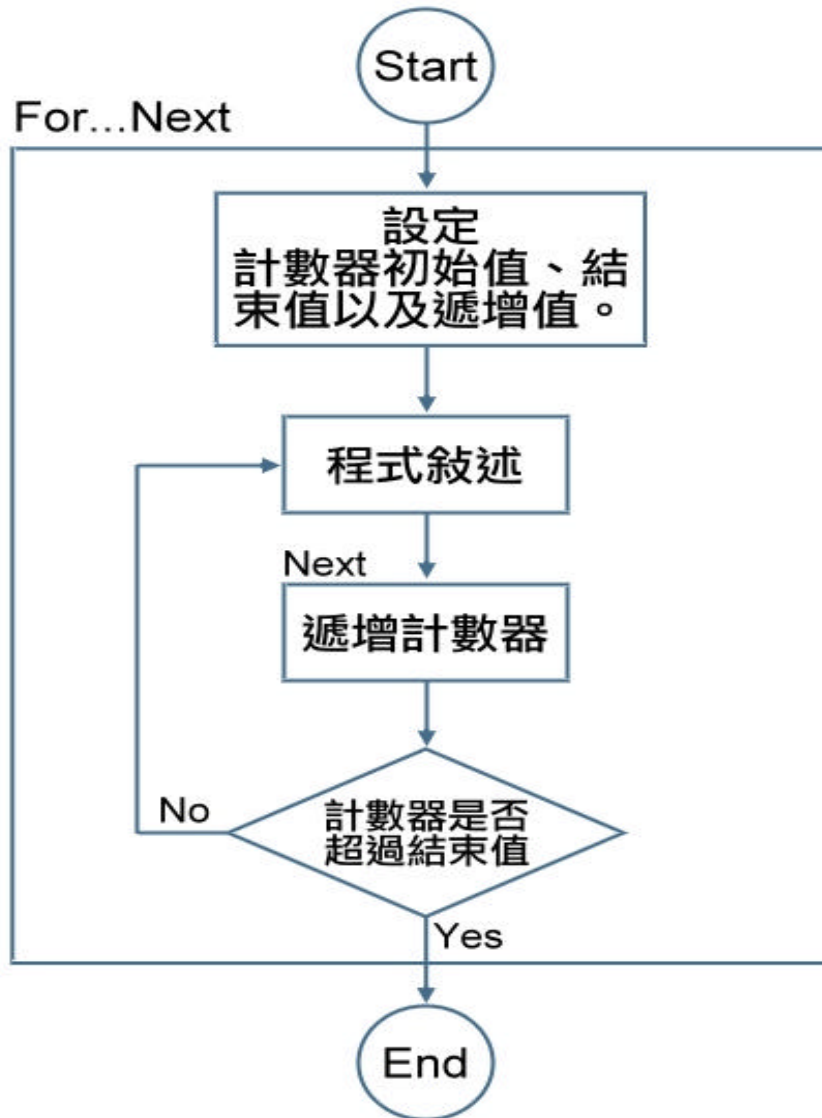 Start
For...Next
設定
計數器初始值、結
束值以及遞增值。
程式敍述
Next
遞增計數器
計數器是否
超過結束值
No
Yes
End